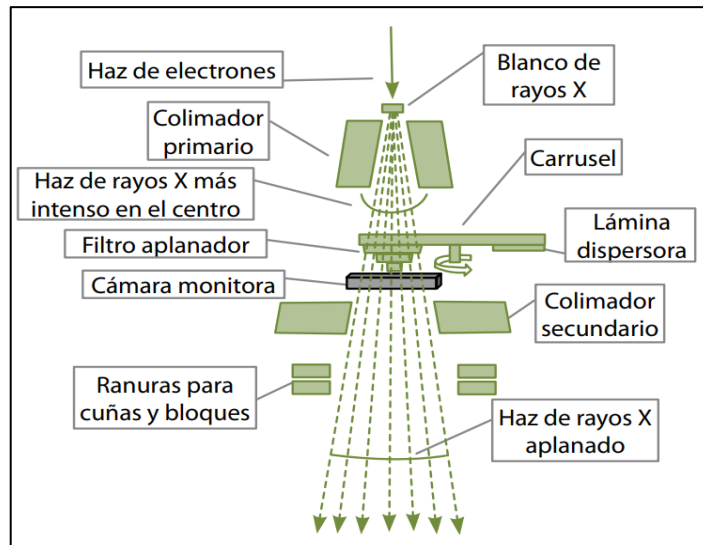 Haz de electrones
Blanco de
rayos X
Colimador
primario
Carrusel
Haz de rayos X más
intenso en el centro
Filtro aplanador
Lámina
dispersora
Cámara monitora
Colimador
secundario
Ranuras para
cuñas y bloques
Haz de rayos X
aplanado